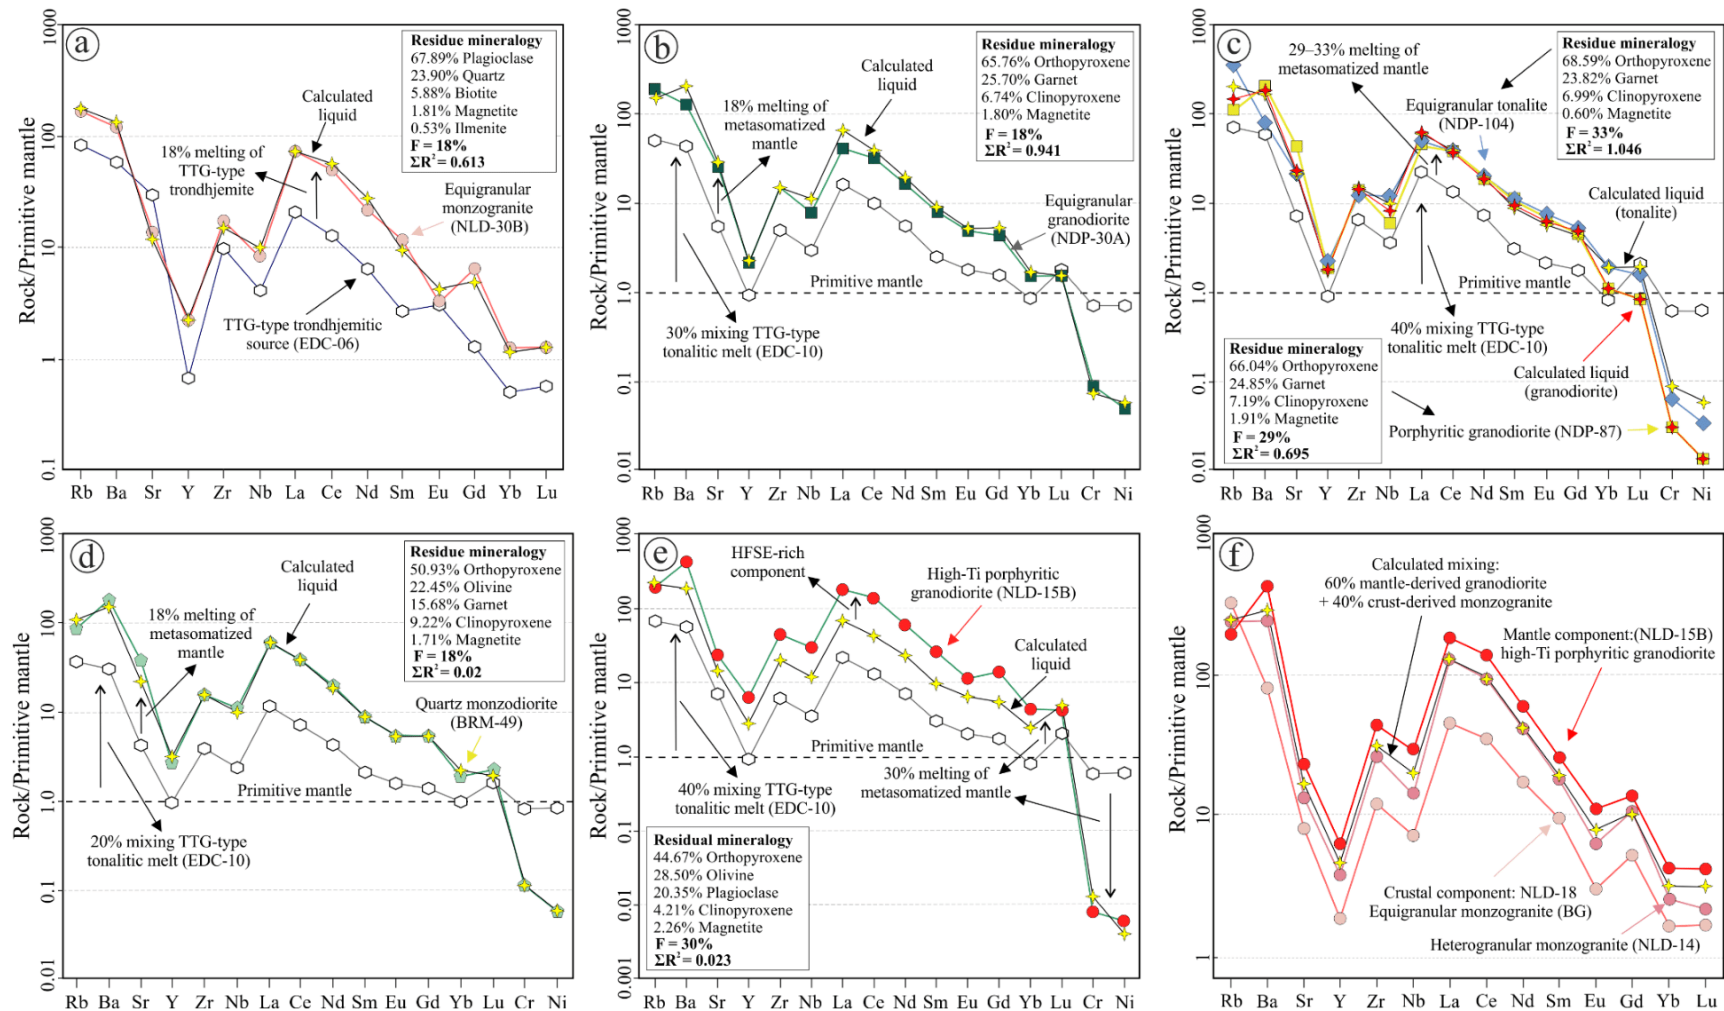 a
Rock/Primitive mantle
1000
100
10
1
0.1
Residue mineralogy
67.89% Plagioclase
23.90% Quartz
5.88% Biotite
1.81% Magnetite
0.53% Ilmenite
F = 18%
ΣR² = 0.613
Calculated
liquid
18% melting of
TTG-type
trondhjemite
Equigranular
monzogranite
(NLD-30B)
TTG-type trondhjemitic
source (EDC-06)
Rb Ba Sr Y Zr Nb La Ce Nd Sm Eu Gd Yb Lu
b
Rock/Primitive mantle
1000
100
10
1.0
0.1
0.01
Residue mineralogy
65.76% Orthopyroxene
25.70% Garnet
6.74% Clinopyroxene
1.80% Magnetite
F = 18%
ΣR² = 0.941
Calculated
liquid
18% melting of
metasomatized
mantle
Equigranular
granodiorite
(NDP-30A)
Primitive mantle
30% mixing TTG-type
tonalitic melt (EDC-10)
Rb Ba Sr Y Zr Nb La Ce Nd Sm Eu Gd Yb Lu Cr Ni
c
Rock/Primitive mantle
1000
100
10
1.0
0.1
0.01
29–33% melting of
metasomatized mantle
Residue mineralogy
68.59% Orthopyroxene
23.82% Garnet
6.99% Clinopyroxene
0.60% Magnetite
F = 33%
ΣR² = 1.046
Equigranular tonalite
(NDP-104)
Calculated liquid
(tonalite)
Primitive mantle
40% mixing TTG-type
tonalitic melt (EDC-10)
Calculated liquid
(granodiorite)
Residue mineralogy
66.04% Orthopyroxene
24.85% Garnet
7.19% Clinopyroxene
1.91% Magnetite
F = 29%
ΣR² = 0.695
Porphyritic granodiorite (NDP-87)
Rb Ba Sr Y Zr Nb La Ce Nd Sm Eu Gd Yb Lu Cr Ni
d
Rock/Primitive mantle
1000
100
10
1.0
0.1
0.01
Residue mineralogy
50.93% Orthopyroxene
22.45% Olivine
15.68% Garnet
9.22% Clinopyroxene
1.71% Magnetite
F = 18%
ΣR² = 0.02
Calculated
liquid
18% melting of
metasomatized
mantle
Quartz monzodiorite
(BRM-49)
Primitive mantle
20% mixing TTG-type
tonalitic melt (EDC-10)
Rb Ba Sr Y Zr Nb La Ce Nd Sm Eu Gd Yb Lu Cr Ni
e
Rock/Primitive mantle
1000
100
10
1.0
0.1
0.01
0.001
HFSE-rich
component
High-Ti porphyritic
granodiorite (NLD-15B)
Calculated
liquid
Primitive mantle
30% melting of
metasomatized mantle
40% mixing TTG-type
tonalitic melt (EDC-10)
Residual mineralogy
44.67% Orthopyroxene
28.50% Olivine
20.35% Plagioclase
4.21% Clinopyroxene
2.26% Magnetite
F = 30%
ΣR² = 0.023
Rb Ba Sr Y Zr Nb La Ce Nd Sm Eu Gd Yb Lu Cr Ni
f
Rock/Primitive mantle
1000
100
10
1
Calculated mixing:
60% mantle-derived granodiorite
+ 40% crust-derived monzogranite
Mantle component:(NLD-15B)
high-Ti porphyritic granodiorite
Crustal component: NLD-18
Equigranular monzogranite (BG)
Heterogranular monzogranite (NLD-14)
Rb Ba Sr Y Zr Nb La Ce Nd Sm Eu Gd Yb Lu